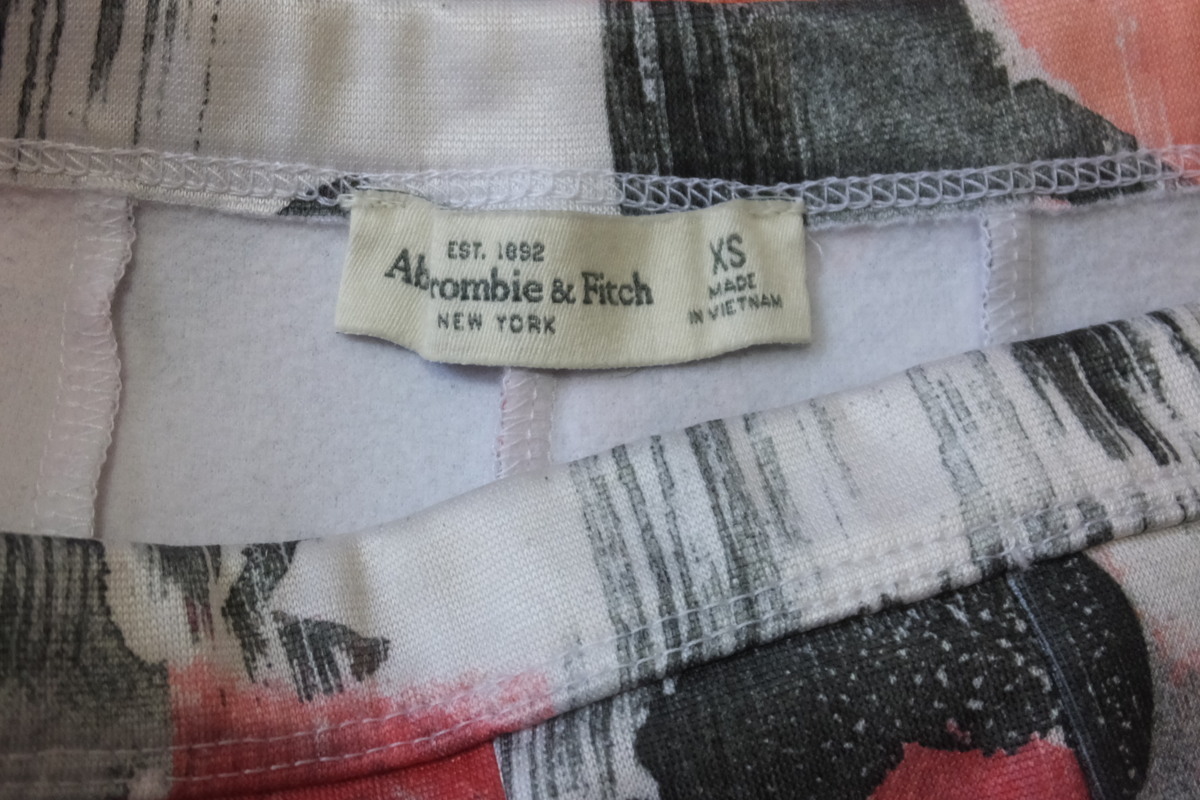 EST. 1892
Abrombie & Fitch
NEW YORK
XS
MADE
IN VIETNAM